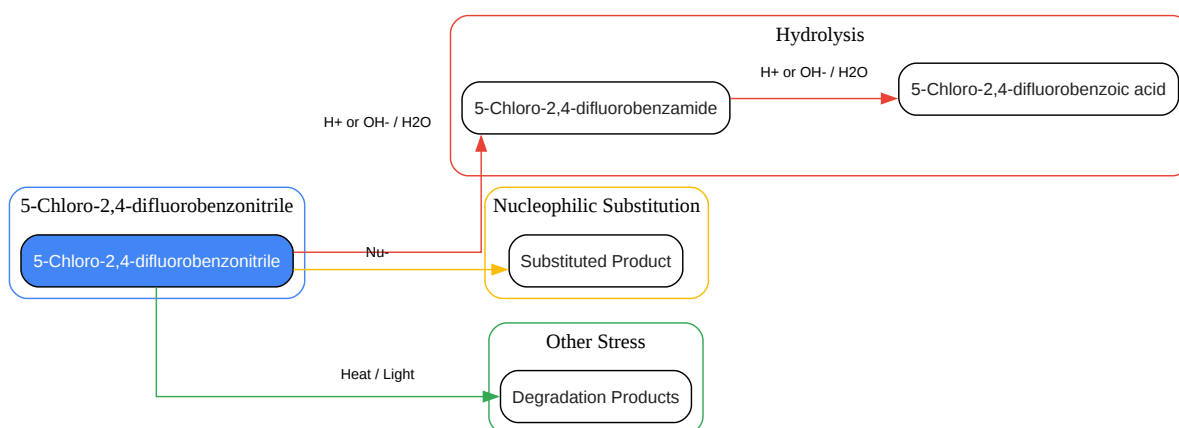 Hydrolysis
H+ or OH- / H2O
5-Chloro-2,4-difluorobenzoic acid
5-Chloro-2,4-difluorobenzamide
H+ or OH- / H2O
5-Chloro-2,4-difluorobenzonitrile
Nucleophilic Substitution
5-Chloro-2,4-difluorobenzonitrile
Nu-
Substituted Product
Other Stress
Heat / Light
Degradation Products